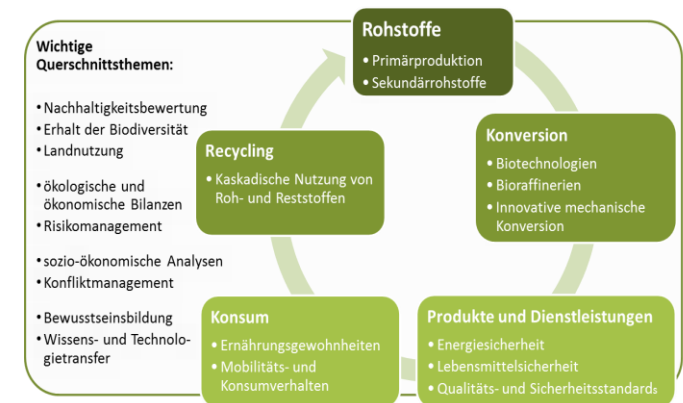 Wichtige
Querschnittsthemen:
• Nachhaltigkeitsbewertung
• Erhalt der Biodiversität
• Landnutzung
• ökologische und
ökonomische Bilanzen
• Risikomanagement
• sozio-ökonomische Analysen
• Konfliktmanagement
• Bewusstseinsbildung
• Wissens- und Technolo-
gietransfer
Rohstoffe
• Primärproduktion
• Sekundärrohstoffe
Konversion
• Biotechnologien
• Bioraffinerien
• Innovative mechanische
Konversion
Produkte und Dienstleistungen
• Energiesicherheit
• Lebensmittelsicherheit
• Qualitäts- und Sicherheitsstandards
Konsum
• Ernährungsgewohnheiten
• Mobilitäts- und
Konsumverhalten
Recycling
• Kaskadische Nutzung von
Roh- und Reststoffen